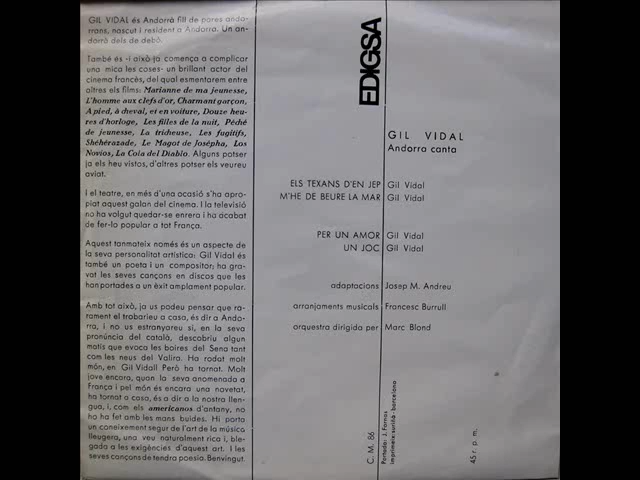 GIL VIDAL és Andorrà fill de pares ando-
rrans, nascut i resident a Andorra. Un an-
dorrà dels de debò.
També és -i això ja comença a complicar
una mica les coses- un brillant actor del
cinema francès, del qual esmentarem entre
altres els films: Marianne de ma jeunesse,
L'homme aux clefs d'or, Charmant garçon,
A pied, à cheval, et en voiture, Douze heu-
res d'horloge, Les filles de la nuit, Péché
de jeunesse, La tricheuse, Les fugitifs,
Shéhérazade, Le Magot de Josépha, Los
Novios, La Cola del Diablo. Alguns potser
ja els heu vistos, d'altres potser els veureu
aviat.
I el teatre, en més d'una ocasió s'ha apro-
piat aquest galan del cinema. I la televisió
no ha volgut quedar-se enrera i ha acabat
de fer-lo popular a tot França.
Aquest tanmateix només és un aspecte de
la seva personalitat artística: Gil Vidal és
també un poeta i un compositor; ha gra-
vat les seves cançons en discos que les
han portades a un èxit amplament popular.
Amb tot això, ja us podeu pensar que ra-
rament el trobarieu a casa, és dir a Ando-
rra, i no us estranyareu si, en la seva
pronúncia del català, descobriu algun
matís que evoca les boires del Sena tant
com les neus del Valira. Ha rodat molt
món, en Gil Vidal! Però ha tornat. Molt
jove encara, quan la seva anomenada a
França i pel món és encara una navetat,
ha tornat a casa, és a dir a la nostra llen-
gua, i, com els americanos d'antany, no
ho ha fet amb les mans buides. Hi porta
un coneixement segur de l'art de la música
lleugera, una veu naturalment rica i, ble-
gada a les exigències d'aquest art. I les
seves cançons de tendra poesia. Benvingut.
EDIGSA
GIL VIDAL
Andorra canta
ELS TEXANS D'EN JEP Gil Vidal
M'HE DE BEURE LA MAR Gil Vidal
PER UN AMOR Gil Vidal
UN JOC Gil Vidal
adaptacions Josep M. Andreu
arranjaments musicals Francesc Burrull
orquestra dirigida per Marc Blond
C. M. 86
Portada: J. Fornas
imprimeix: sariñà - barcelona
45 r. p. m.